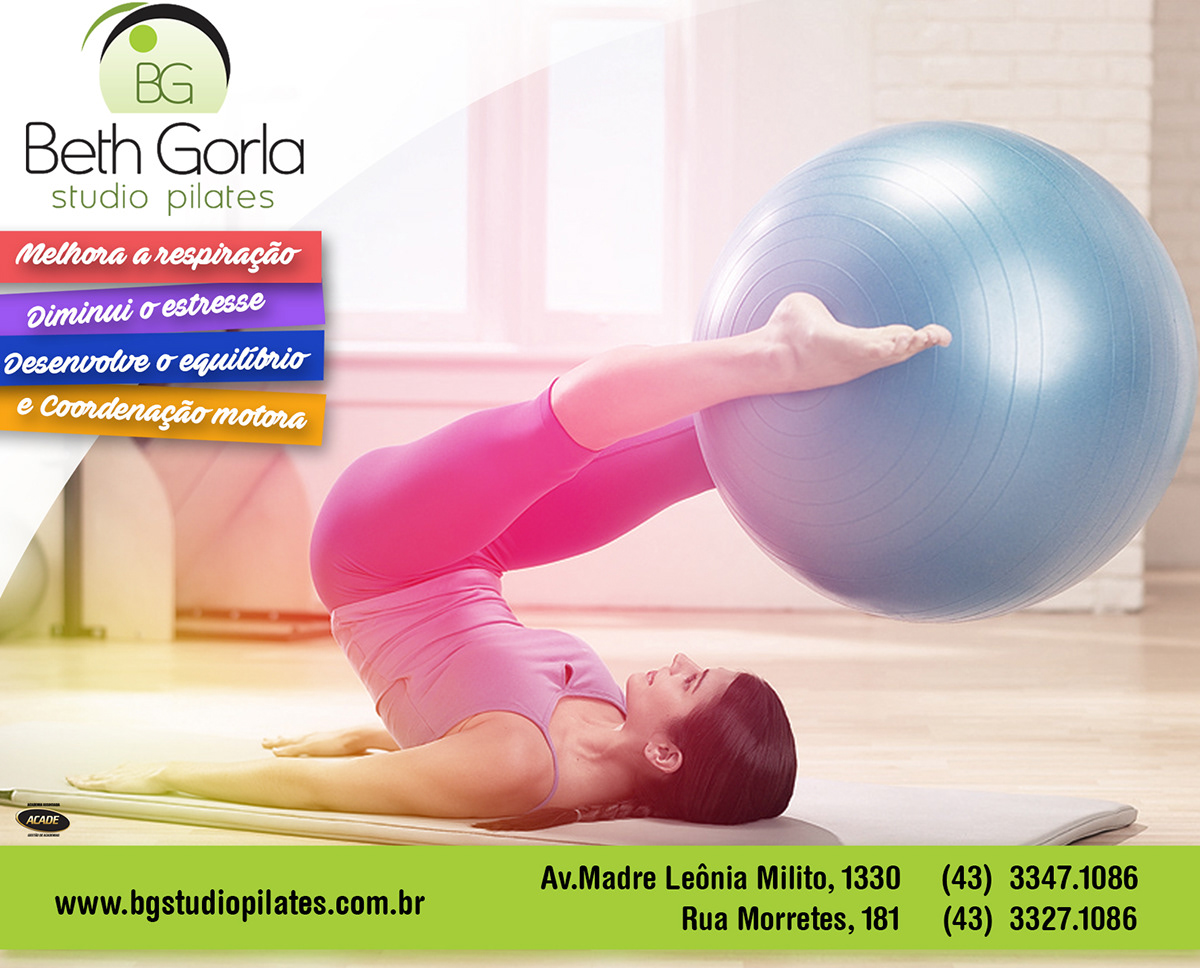 BG
Beth Gorla
studio pilates
Melhora a respiração
Diminui o estresse
Desenvolve o equilíbrio
e Coordenação motora
ACADE
www.bgstudiopilates.com.br
Av.Madre Leônia Milito, 1330 (43) 3347.1086
Rua Morretes, 181 (43) 3327.1086